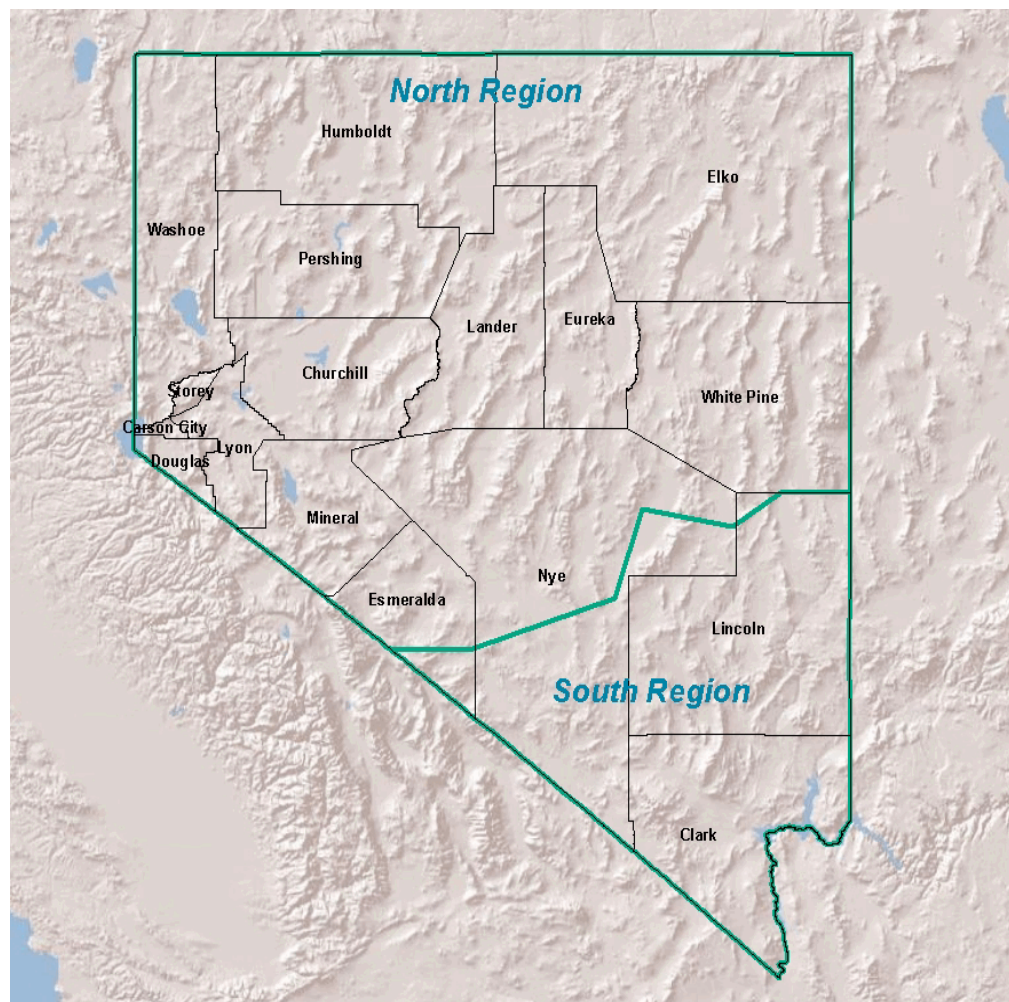 North Region
Humboldt
Elko
Washoe
Pershing
Lander
Eureka
Churchill
Storey
White Pine
Carson City
Lyon
Douglas
Mineral
Nye
Esmeralda
Lincoln
South Region
Clark